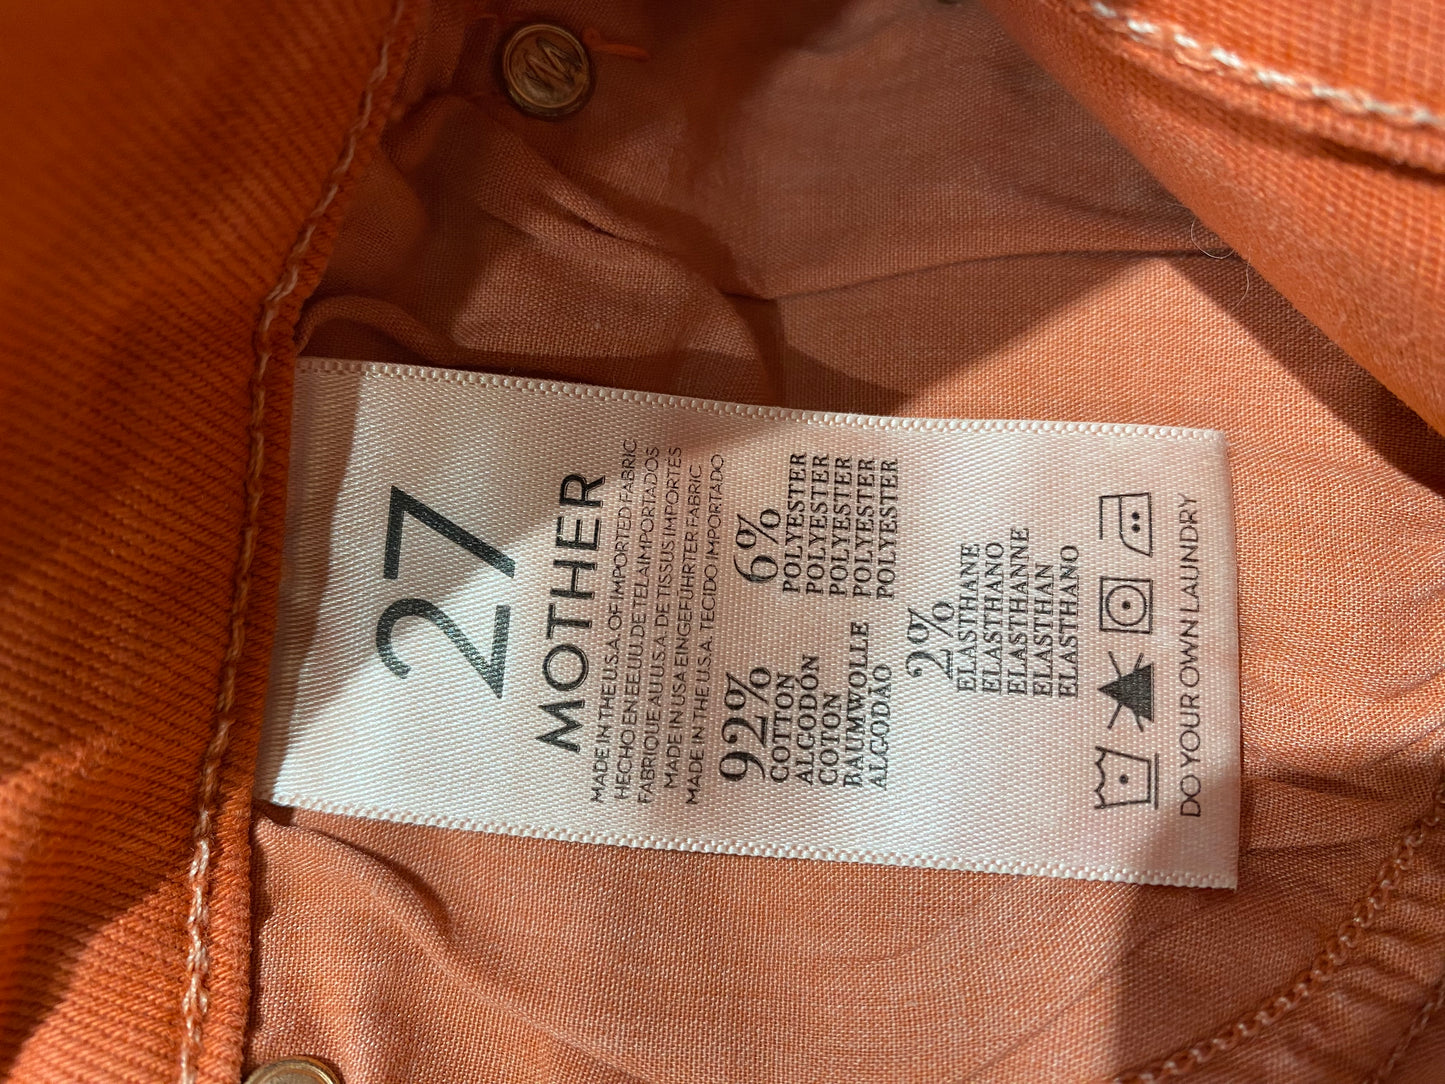 27
MOTHER
MADE IN THE U.S.A. OF IMPORTED FABRIC
HECHO EN EE.UU. DE TELA IMPORTADOS
FABRIQUE AU U.S.A. DE TISSUS IMPORTÉS
MADE IN USA EINGEFÜHRTER FABRIC
MADE IN THE U.S.A. TECIDO IMPORTADO
92%
COTTON
ALGODÓN
COTON
BAUMWOLLE
ALGODÃO
6%
POLYESTER
POLYESTER
POLYESTER
POLYESTER
POLYESTER
2%
ELASTHANE
ELASTHANO
ELASTHANNE
ELASTHAN
ELASTHANO
DO YOUR OWN LAUNDRY